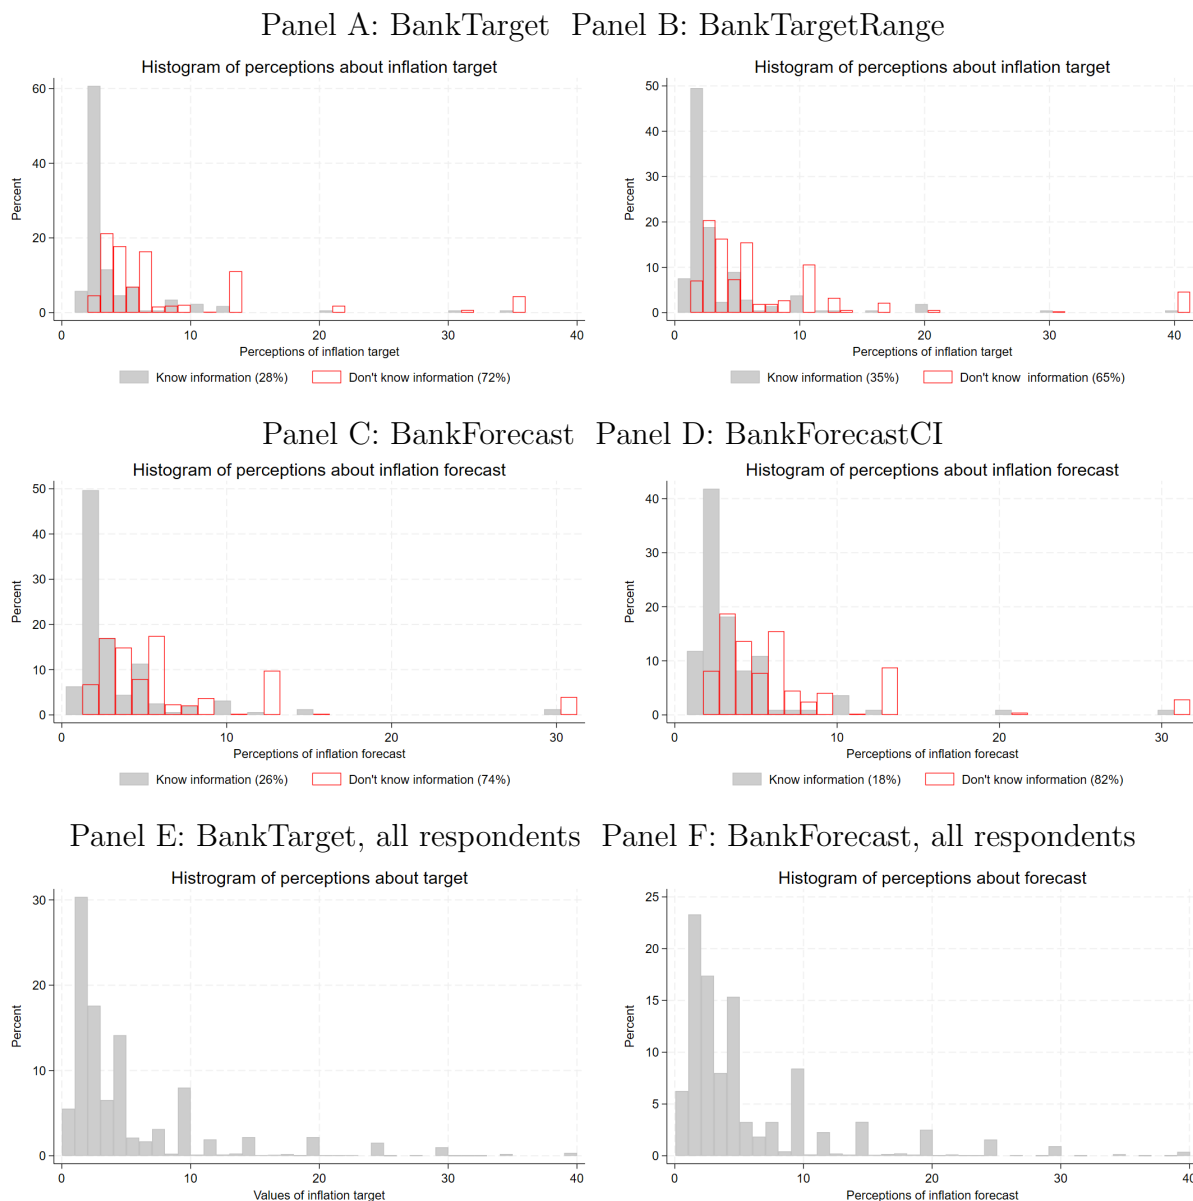 Panel A: BankTarget Panel B: BankTargetRange
Histogram of perceptions about inflation target
60
40
20
0
Percent
0 10 20 30 40
Perceptions of inflation target
Know information (28%) Don't know information (72%)
Histogram of perceptions about inflation target
50
40
30
20
10
0
Percent
0 10 20 30 40
Perceptions of inflation target
Know information (35%) Don't know information (65%)
Panel C: BankForecast Panel D: BankForecastCI
Histogram of perceptions about inflation forecast
50
40
30
20
10
0
Percent
0 10 20 30
Perceptions of inflation forecast
Know information (26%) Don't know information (74%)
Histogram of perceptions about inflation forecast
40
30
20
10
0
Percent
0 10 20 30
Perceptions of inflation forecast
Know information (18%) Don't know information (82%)
Panel E: BankTarget, all respondents Panel F: BankForecast, all respondents
Histrogram of perceptions about target
30
20
10
0
Percent
0 10 20 30 40
Values of inflation target
Histogram of perceptions about forecast
25
20
15
10
5
0
Percent
0 10 20 30 40
Perceptions of inflation forecast